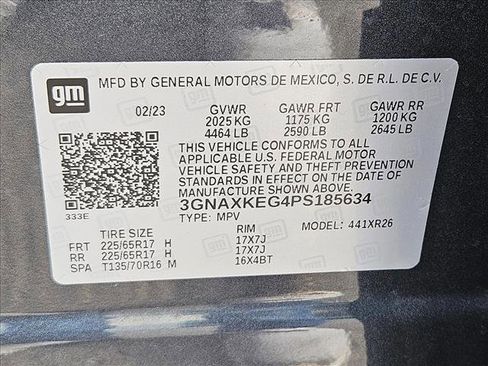 gm
MFD BY GENERAL MOTORS DE MEXICO, S. DE R.L. DE C.V.
02/23 GVWR GAWR FRT GAWR RR
2025 KG 1175 KG 1200 KG
4464 LB 2590 LB 2645 LB
THIS VEHICLE CONFORMS TO ALL
APPLICABLE U.S. FEDERAL MOTOR
VEHICLE SAFETY AND THEFT PREVENTION
STANDARDS IN EFFECT ON THE DATE OF
MANUFACTURE SHOWN ABOVE.
333E
3GNAXKEG4PS185634
TYPE: MPV MODEL: 441XR26
TIRE SIZE RIM
FRT 225/65R17 H 17X7J
RR 225/65R17 H 17X7J
SPA T135/70R16 M 16X4BT